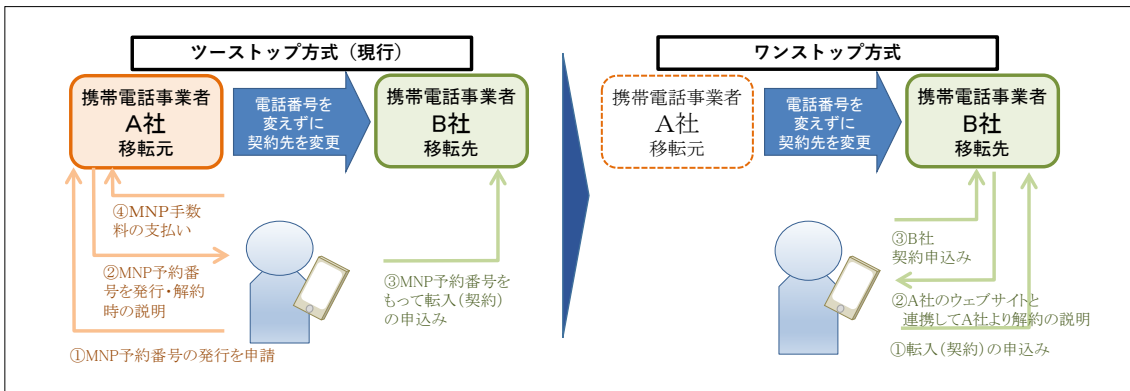 ツーストップ方式（現行）
携帯電話事業者
A社
移転元
電話番号を
変えずに
契約先を変更
携帯電話事業者
B社
移転先
④MNP手数
料の支払い
②MNP予約番
号を発行・解約
時の説明
③MNP予約番号を
もって転入（契約）
の申込み
①MNP予約番号の発行を申請
ワンストップ方式
携帯電話事業者
A社
移転元
電話番号を
変えずに
契約先を変更
携帯電話事業者
B社
移転先
③B社
契約申込み
②A社のウェブサイトと
連携してA社より解約の説明
①転入（契約）の申込み